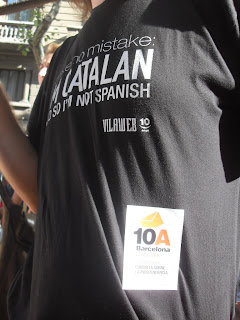 no mistake:
CATALAN
SO I'M NOT SPANISH
VILAWEB 10
10A
Barcelona